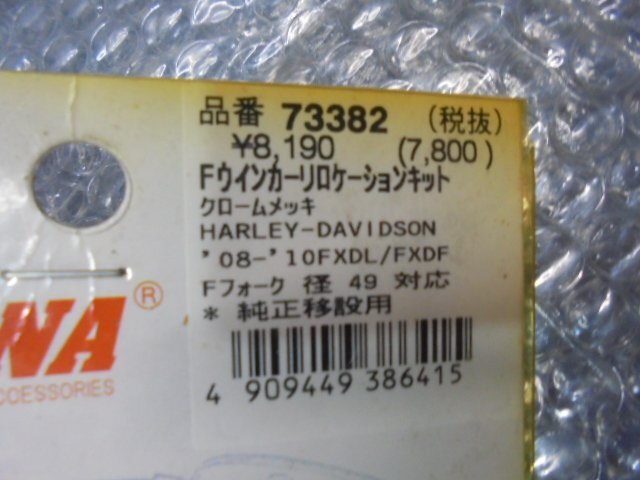 品番 73382 (税抜)
¥8,190 (7,800)
Fウインカーリロケーションキット
クロームメッキ
HARLEY-DAVIDSON
'08-'10FXDL/FXDF
Fフォーク 径 49 対応
* 純正移設用
4 909449 386415
NA®
CCESSORIES